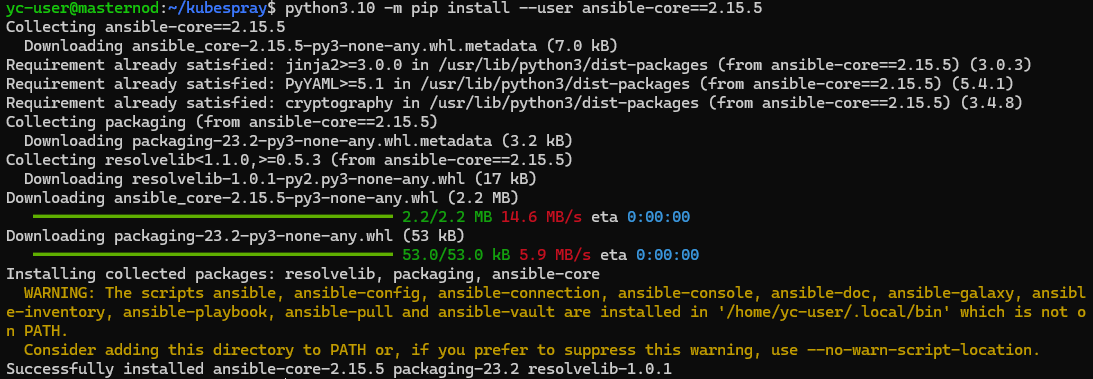 yc-user@masternod:~/kubespray$ python3.10 -m pip install --user ansible-core==2.15.5
Collecting ansible-core==2.15.5
  Downloading ansible_core-2.15.5-py3-none-any.whl.metadata (7.0 kB)
Requirement already satisfied: jinja2>=3.0.0 in /usr/lib/python3/dist-packages (from ansible-core==2.15.5) (3.0.3)
Requirement already satisfied: PyYAML>=5.1 in /usr/lib/python3/dist-packages (from ansible-core==2.15.5) (5.4.1)
Requirement already satisfied: cryptography in /usr/lib/python3/dist-packages (from ansible-core==2.15.5) (3.4.8)
Collecting packaging (from ansible-core==2.15.5)
  Downloading packaging-23.2-py3-none-any.whl.metadata (3.2 kB)
Collecting resolvelib<1.1.0,>=0.5.3 (from ansible-core==2.15.5)
  Downloading resolvelib-1.0.1-py2.py3-none-any.whl (17 kB)
Downloading ansible_core-2.15.5-py3-none-any.whl (2.2 MB)
2.2/2.2 MB 14.6 MB/s eta 0:00:00
Downloading packaging-23.2-py3-none-any.whl (53 kB)
53.0/53.0 kB 5.9 MB/s eta 0:00:00
Installing collected packages: resolvelib, packaging, ansible-core
  WARNING: The scripts ansible, ansible-config, ansible-connection, ansible-console, ansible-doc, ansible-galaxy, ansibl
e-inventory, ansible-playbook, ansible-pull and ansible-vault are installed in '/home/yc-user/.local/bin' which is not o
n PATH.
  Consider adding this directory to PATH or, if you prefer to suppress this warning, use --no-warn-script-location.
Successfully installed ansible-core-2.15.5 packaging-23.2 resolvelib-1.0.1